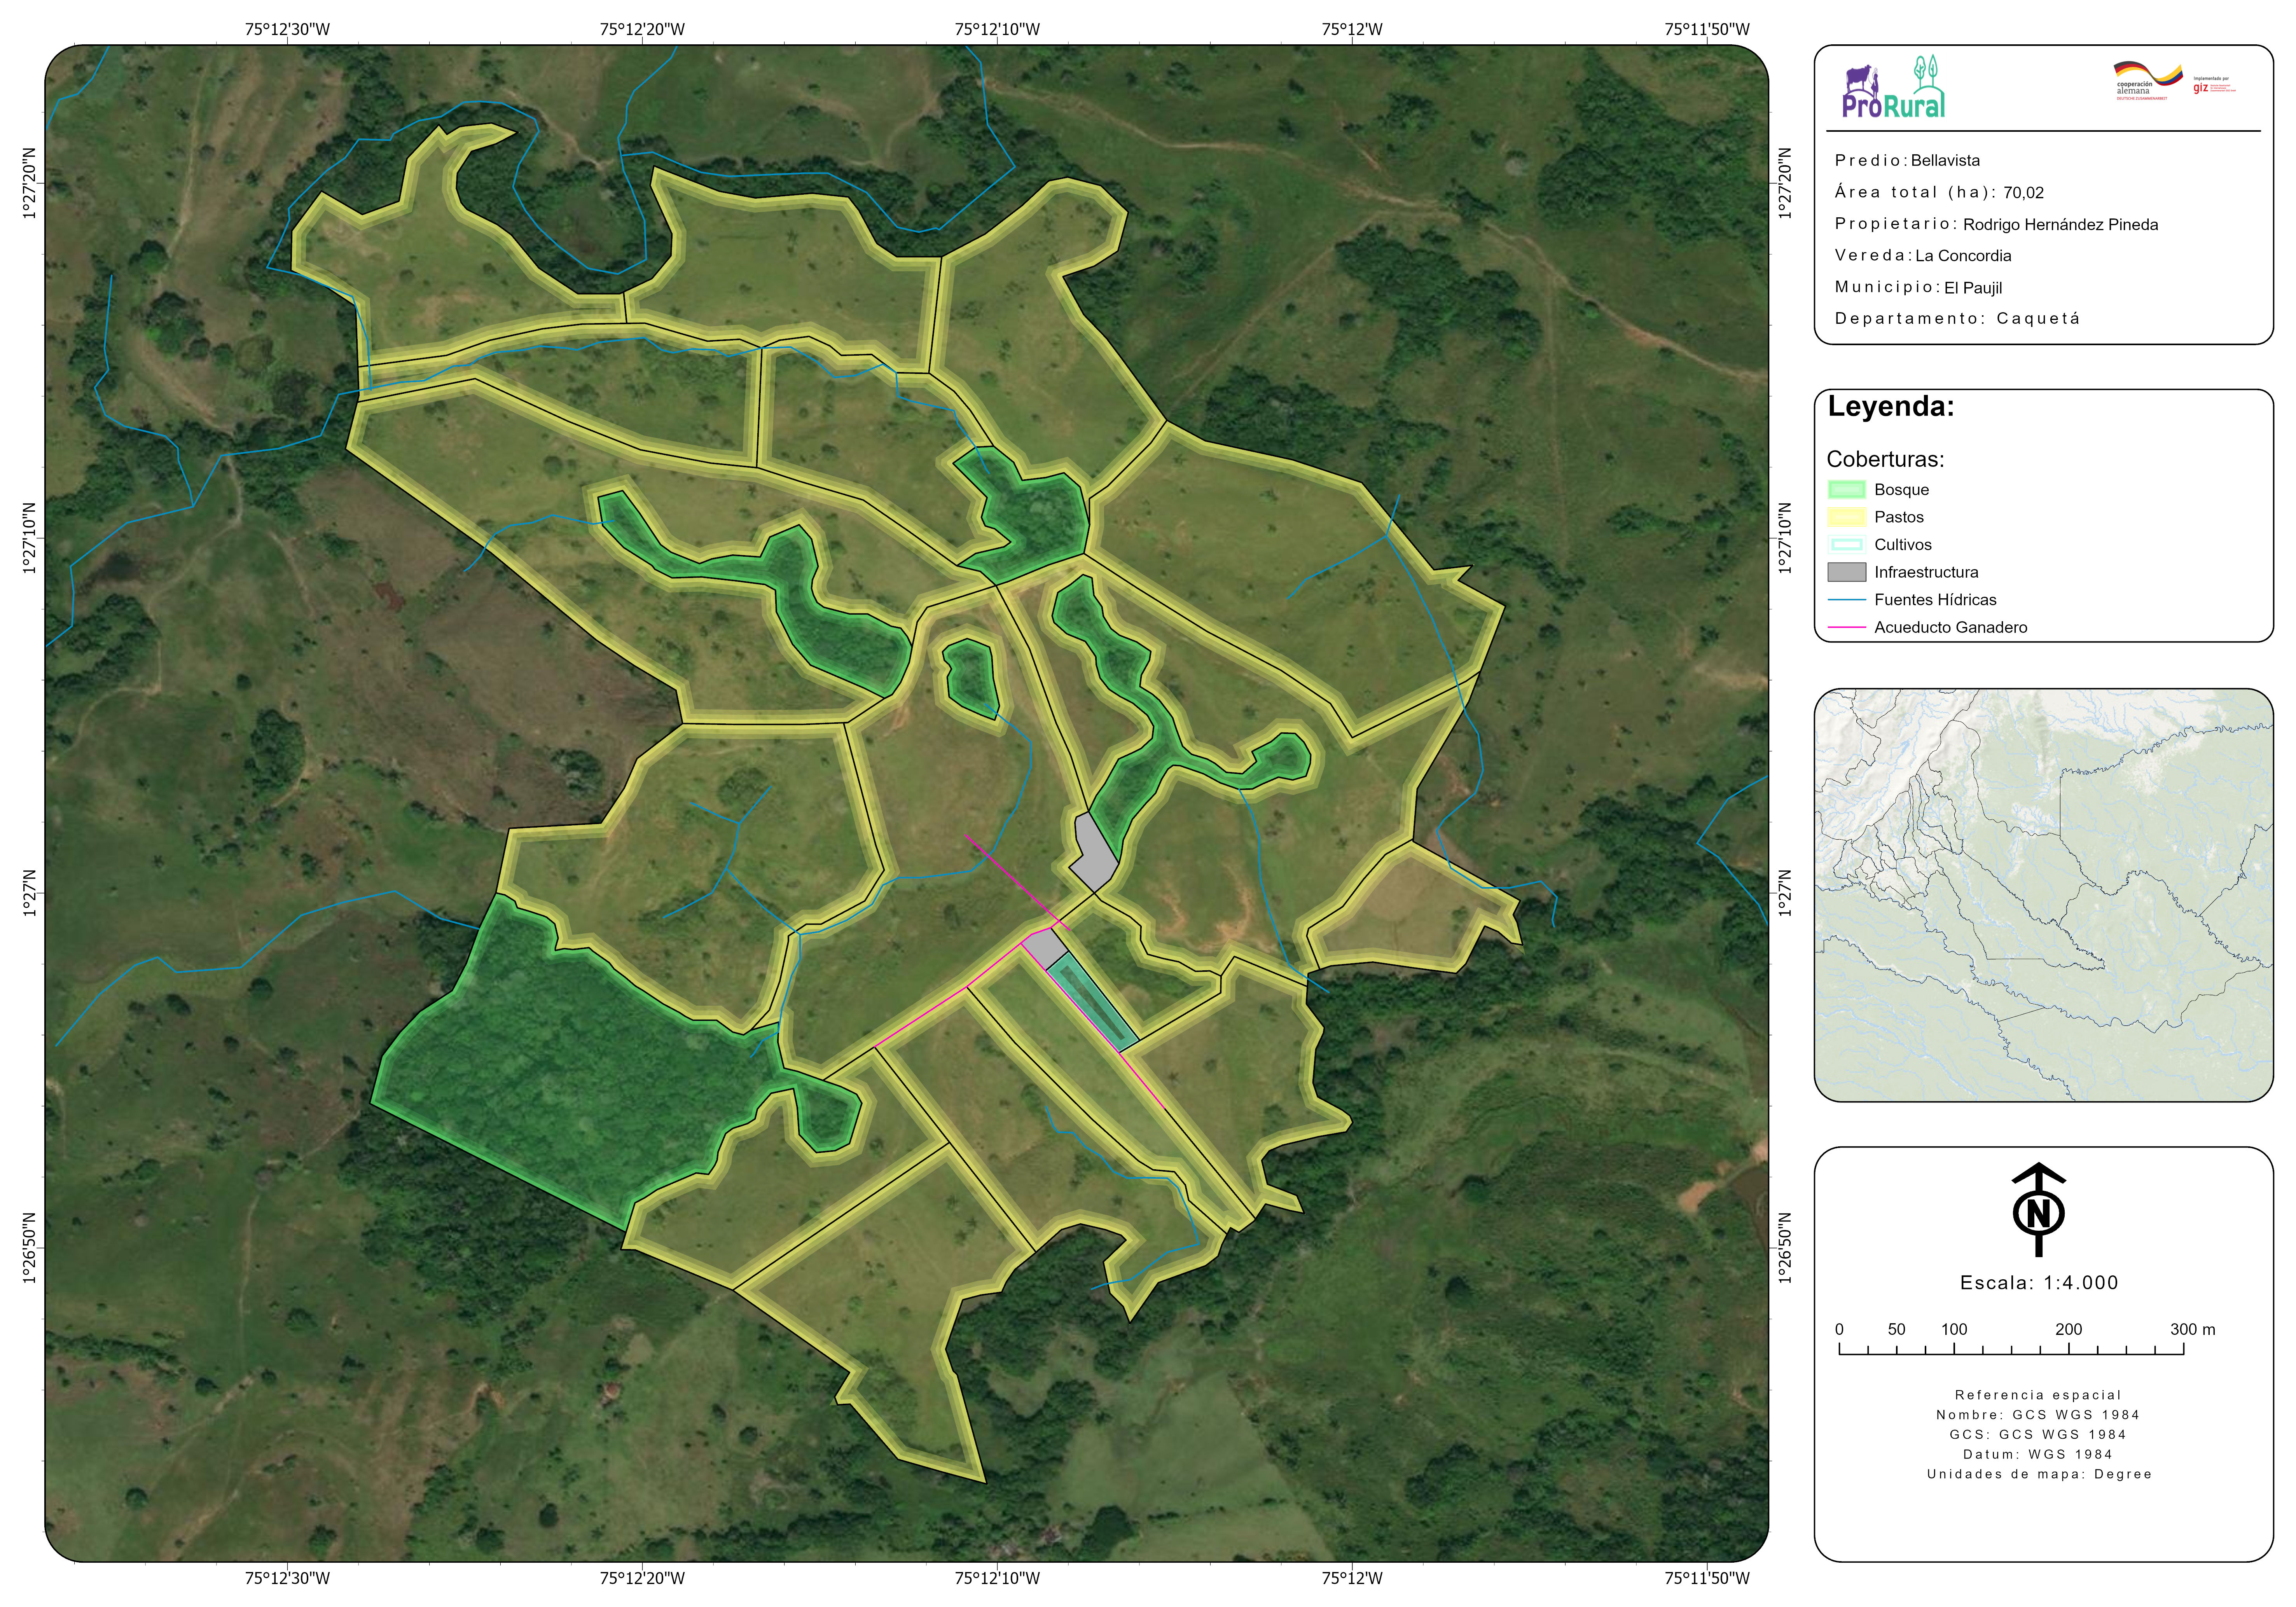 75°12'30"W
75°12'20"W
75°12'10"W
75°12'W
75°11'50"W
1°27'20"N
1°27'10"N
1°27'N
1°26'50"N
1°27'20"N
1°27'10"N
1°27'N
1°26'50"N
75°12'30"W
75°12'20"W
75°12'10"W
75°12'W
75°11'50"W
ProRural
cooperación
alemana
DEUTSCHE ZUSAMMENARBEIT
Implementada por
giz
Predio: Bellavista
Área total (ha): 70,02
Propietario: Rodrigo Hernández Pineda
Vereda: La Concordia
Municipio: El Paujil
Departamento: Caquetá
Leyenda:
Coberturas:
Bosque
Pastos
Cultivos
Infraestructura
Fuentes Hídricas
Acueducto Ganadero
N
Escala: 1:4.000
0 50 100 200 300 m
Referencia espacial
Nombre: GCS WGS 1984
GCS: GCS WGS 1984
Datum: WGS 1984
Unidades de mapa: Degree